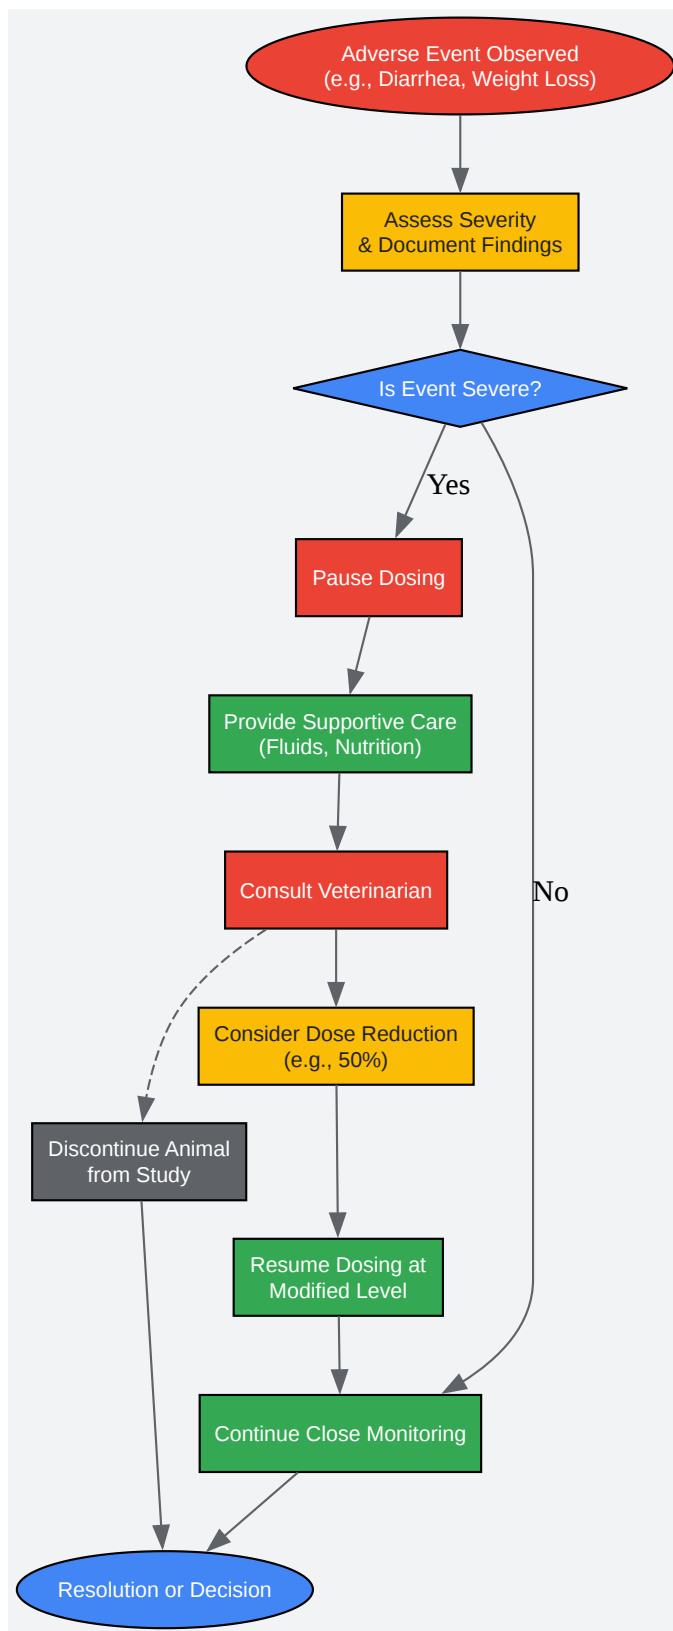 Adverse Event Observed
(e.g., Diarrhea, Weight Loss)
Assess Severity
& Document Findings
Is Event Severe?
Yes
Pause Dosing
Provide Supportive Care
(Fluids, Nutrition)
Consult Veterinarian
No
Consider Dose Reduction
(e.g., 50%)
Discontinue Animal
from Study
Resume Dosing at
Modified Level
Continue Close Monitoring
Resolution or Decision